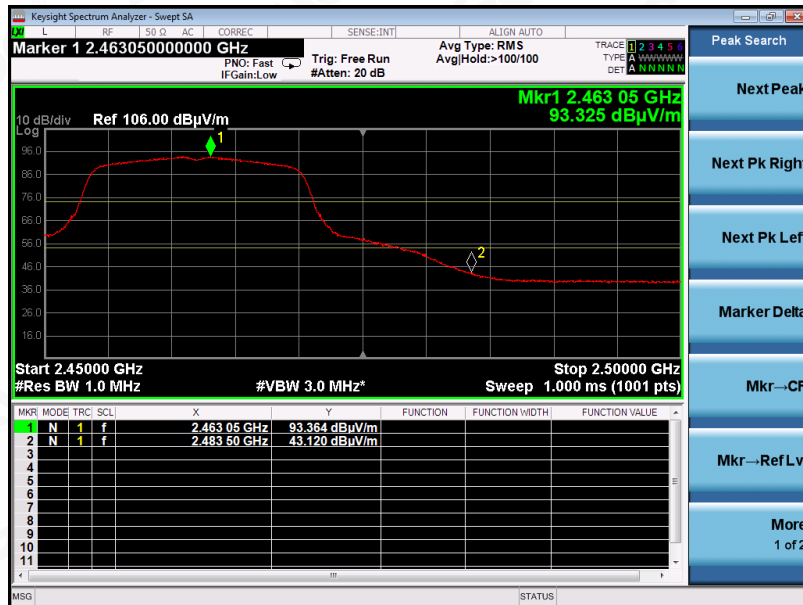 Keysight Spectrum Analyzer - Swept SA
LXI L RF 50 Ω AC CORREC SENSE:INT ALIGN AUTO
Marker 1 2.463050000000 GHz
PNO: Fast
IFGain:Low
Trig: Free Run
#Atten: 20 dB
Avg Type: RMS
Avg|Hold:>100/100
TRACE 1 2 3 4 5 6
TYPE A WWWWW
DET A N N N N N
Mkr1 2.463 05 GHz
93.325 dBµV/m
10 dB/div Ref 106.00 dBµV/m
Log
1
96.0
86.0
76.0
66.0
56.0
2
46.0
36.0
26.0
16.0
Start 2.45000 GHz Stop 2.50000 GHz
#Res BW 1.0 MHz #VBW 3.0 MHz* Sweep 1.000 ms (1001 pts)
MKR MODE TRC SCL X Y FUNCTION FUNCTION WIDTH FUNCTION VALUE
1 N 1 f 2.463 05 GHz 93.364 dBµV/m
2 N 1 f 2.483 50 GHz 43.120 dBµV/m
3
4
5
6
7
8
9
10
11
MSG STATUS
Peak Search
Next Peak
Next Pk Righ
Next Pk Lef
Marker Delta
Mkr→CF
Mkr→Ref Lv
More
1 of 2